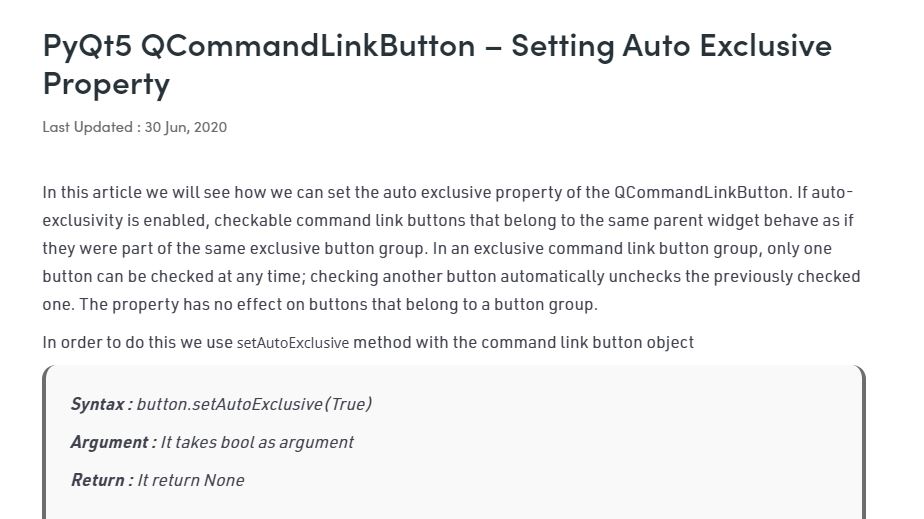 PyQt5 QCommandLinkButton – Setting Auto Exclusive
Property
Last Updated : 30 Jun, 2020
In this article we will see how we can set the auto exclusive property of the QCommandLinkButton. If auto-
exclusivity is enabled, checkable command link buttons that belong to the same parent widget behave as if
they were part of the same exclusive button group. In an exclusive command link button group, only one
button can be checked at any time; checking another button automatically unchecks the previously checked
one. The property has no effect on buttons that belong to a button group.
In order to do this we use setAutoExclusive method with the command link button object
Syntax : button.setAutoExclusive(True)
Argument : It takes bool as argument
Return : It return None